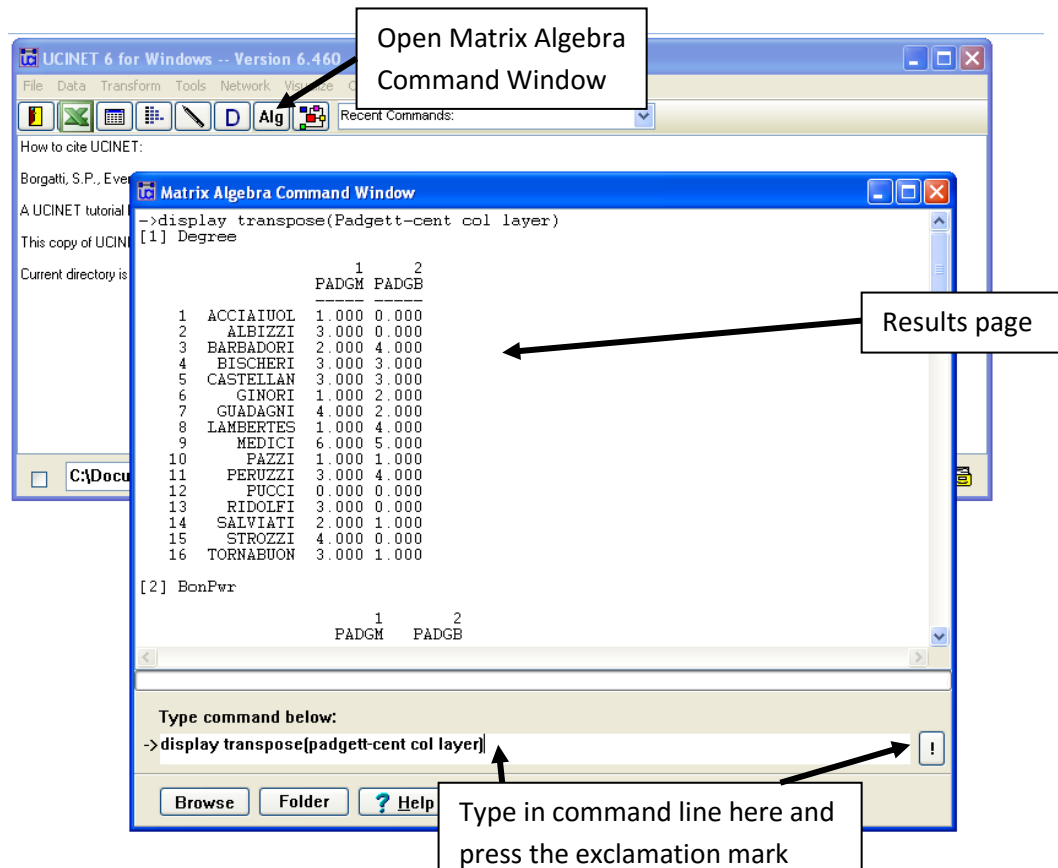 Open Matrix Algebra
Command Window
UCINET 6 for Windows -- Version 6.460
File Data Transform Tools Network Visualize
Alg
D
Recent Commands:
How to cite UCINET:
Borgatti, S.P., Ever
A UCINET tutorial
This copy of UCIN
Current directory is
C:\Docu
Matrix Algebra Command Window
->display transpose(Padgett-cent col layer)
[1] Degree
1 2
PADGM PADGB
----- -----
1 ACCIAIUOL 1.000 0.000
2 ALBIZZI 3.000 0.000
3 BARBADORI 2.000 4.000
4 BISCHERI 3.000 3.000
5 CASTELLAN 3.000 3.000
6 GINORI 1.000 2.000
7 GUADAGNI 4.000 2.000
8 LAMBERTES 1.000 4.000
9 MEDICI 6.000 5.000
10 PAZZI 1.000 1.000
11 PERUZZI 3.000 4.000
12 PUCCI 0.000 0.000
13 RIDOLFI 3.000 0.000
14 SALVIATI 2.000 1.000
15 STROZZI 4.000 0.000
16 TORNABUON 3.000 1.000
[2] BonPwr
1 2
PADGM PADGB
Results page
Type command below:
->display transpose(padgett-cent col layer)
!
Browse Folder ? Help
Type in command line here and
press the exclamation mark